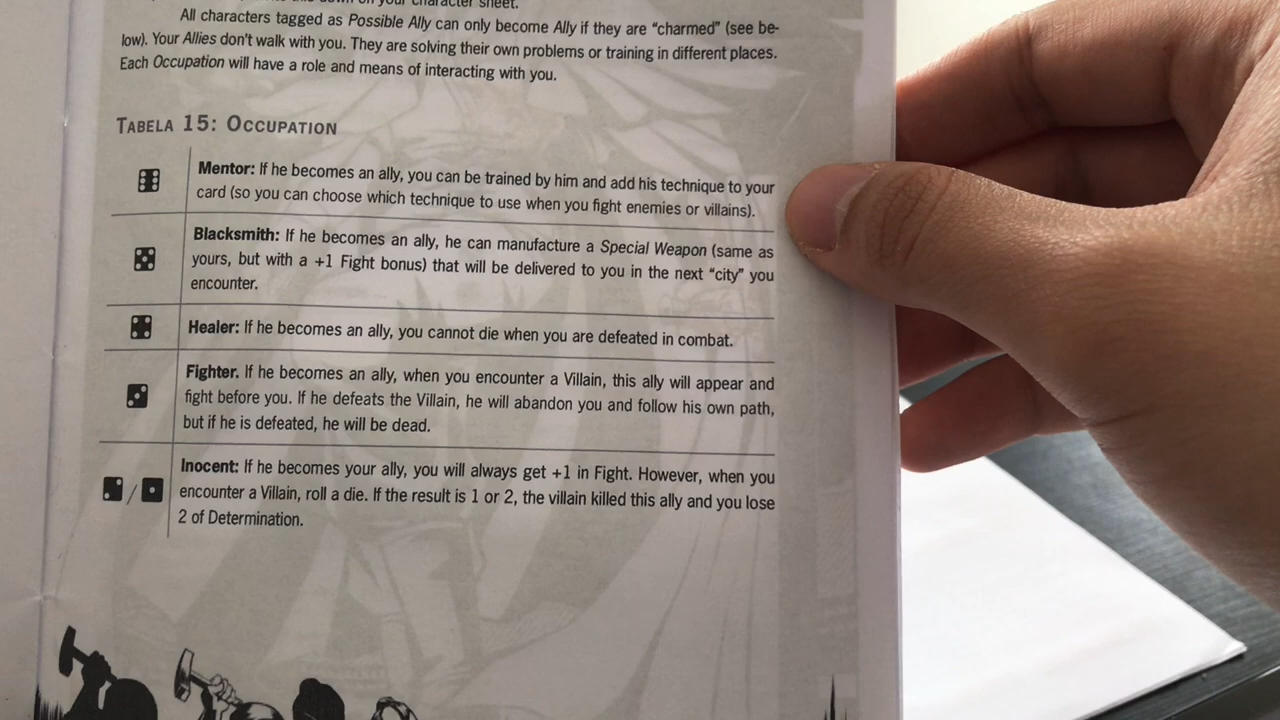 down on your character sheet.
All characters tagged as Possible Ally can only become Ally if they are “charmed” (see be-
low). Your Allies don’t walk with you. They are solving their own problems or training in different places.
Each Occupation will have a role and means of interacting with you.
TABELA 15: OCCUPATION
Mentor: If he becomes an ally, you can be trained by him and add his technique to your
card (so you can choose which technique to use when you fight enemies or villains).
Blacksmith: If he becomes an ally, he can manufacture a Special Weapon (same as
yours, but with a +1 Fight bonus) that will be delivered to you in the next “city” you
encounter.
Healer: If he becomes an ally, you cannot die when you are defeated in combat.
Fighter. If he becomes an ally, when you encounter a Villain, this ally will appear and
fight before you. If he defeats the Villain, he will abandon you and follow his own path,
but if he is defeated, he will be dead.
/
Inocent: If he becomes your ally, you will always get +1 in Fight. However, when you
encounter a Villain, roll a die. If the result is 1 or 2, the villain killed this ally and you lose
2 of Determination.